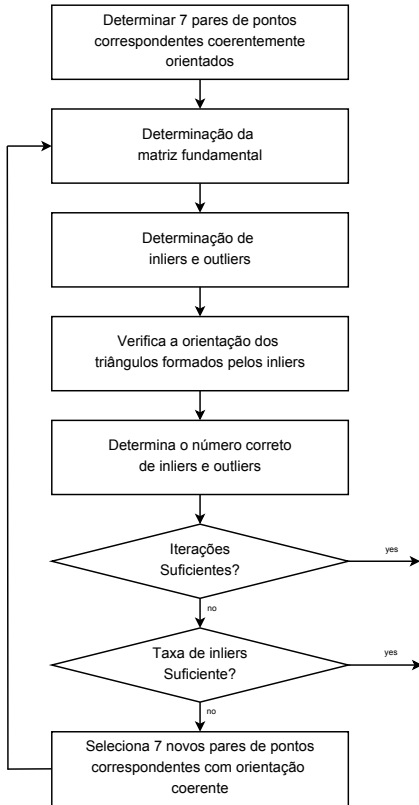 Determinar 7 pares de pontos
correspondentes coerentemente
orientados
Determinação da
matriz fundamental
Determinação de
inliers e outliers
Verifica a orientação dos
triângulos formados pelos inliers
Determina o número correto
de inliers e outliers
Iterações
Suficientes?
yes
no
Taxa de inliers
Suficiente?
yes
no
Seleciona 7 novos pares de pontos
correspondentes com orientação
coerente